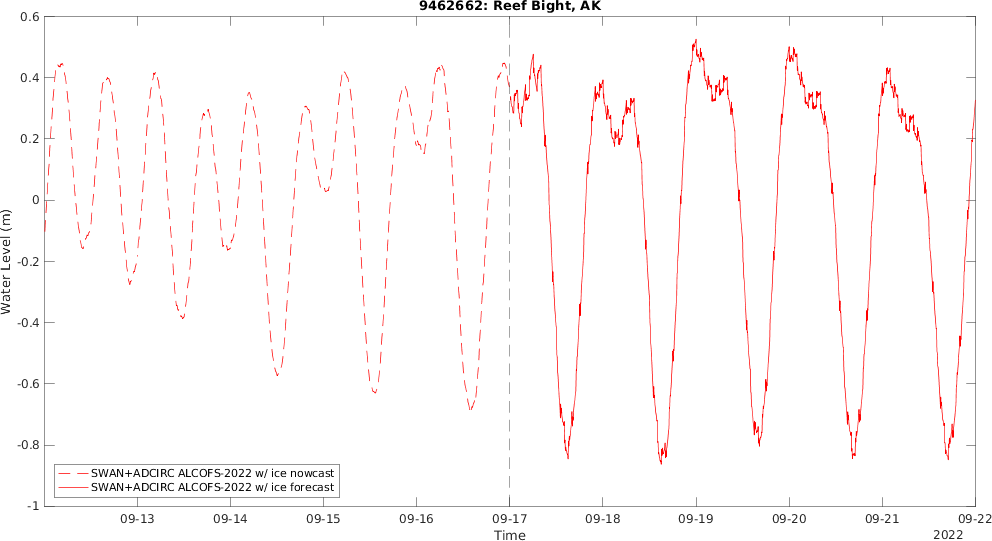 9462662: Reef Bight, AK
0.6
0.4
0.2
0
-0.2
-0.4
-0.6
-0.8
-1
Water Level (m)
SWAN+ADCIRC ALCOFS-2022 w/ ice nowcast
SWAN+ADCIRC ALCOFS-2022 w/ ice forecast
09-13 09-14 09-15 09-16 09-17 09-18 09-19 09-20 09-21 09-22
Time
2022